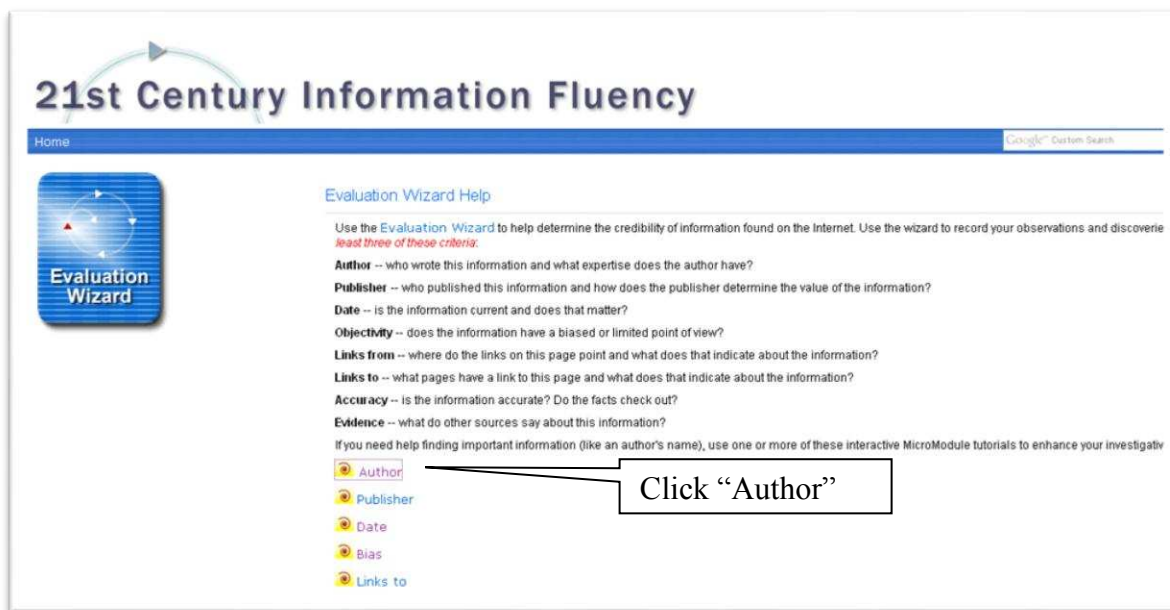 21st Century Information Fluency
Home
Google™ Custom Search
Evaluation
Wizard
Evaluation Wizard Help
Use the Evaluation Wizard to help determine the credibility of information found on the Internet. Use the wizard to record your observations and discoverie
least three of these criteria:
Author -- who wrote this information and what expertise does the author have?
Publisher -- who published this information and how does the publisher determine the value of the information?
Date -- is the information current and does that matter?
Objectivity -- does the information have a biased or limited point of view?
Links from -- where do the links on this page point and what does that indicate about the information?
Links to -- what pages have a link to this page and what does that indicate about the information?
Accuracy -- is the information accurate? Do the facts check out?
Evidence -- what do other sources say about this information?
If you need help finding important information (like an author's name), use one or more of these interactive MicroModule tutorials to enhance your investigativ
Author
Click “Author”
Publisher
Date
Bias
Links to